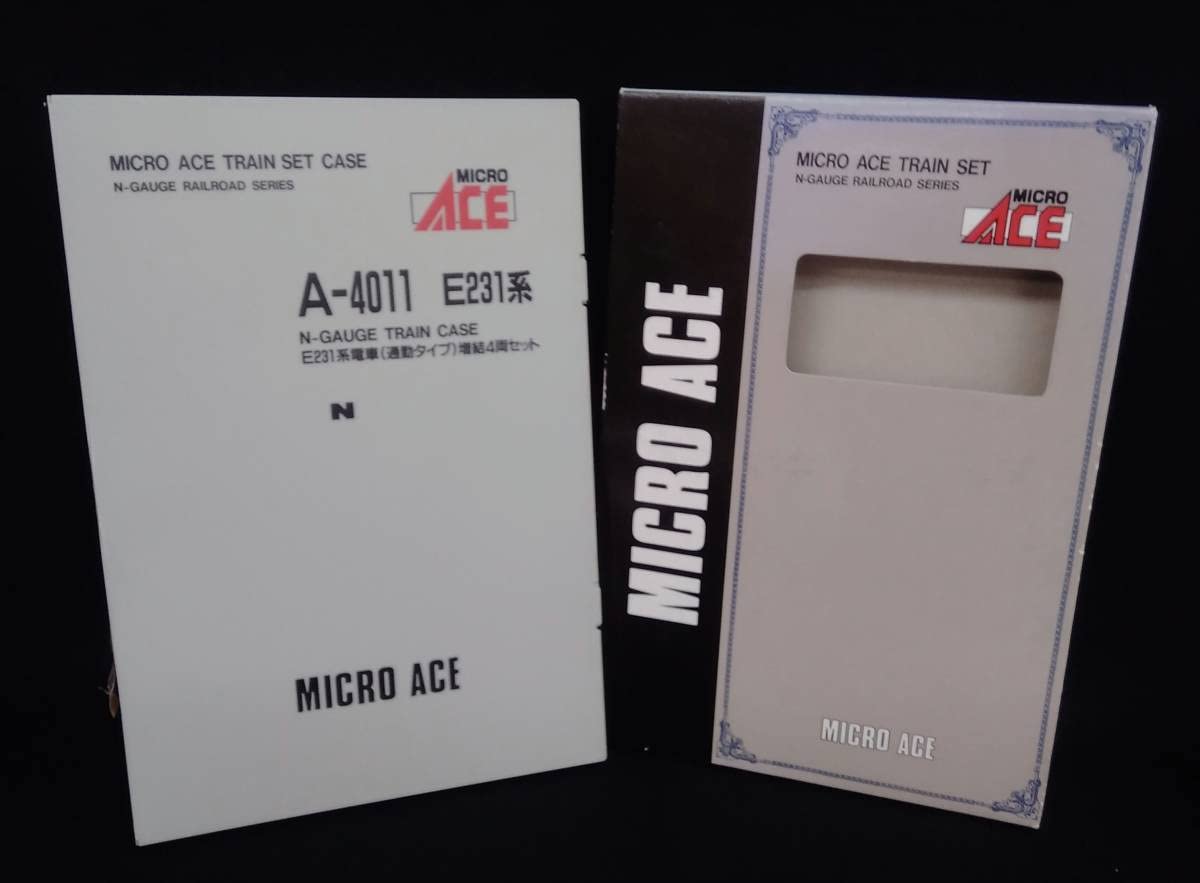 MICRO ACE TRAIN SET CASE
N-GAUGE RAILROAD SERIES
MICRO
ACE
A-4011 E231系
N-GAUGE TRAIN CASE
E231系電車(通勤タイプ)増結4両セット
N
MICRO ACE
MICRO ACE
MICRO ACE TRAIN SET
N-GAUGE RAILROAD SERIES
MICRO
ACE
MICRO ACE